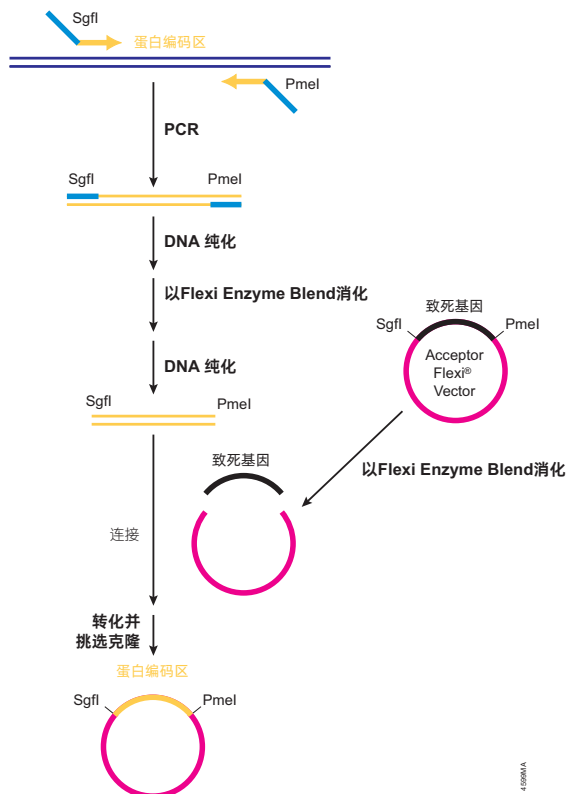 SgfI
蛋白编码区
PmeI
PCR
SgfI
PmeI
DNA 纯化
以Flexi Enzyme Blend消化
DNA 纯化
SgfI
PmeI
致死基因
SgfI
PmeI
Acceptor
Flexi®
Vector
以Flexi Enzyme Blend消化
致死基因
连接
转化并
挑选克隆
蛋白编码区
SgfI
PmeI
4599MA